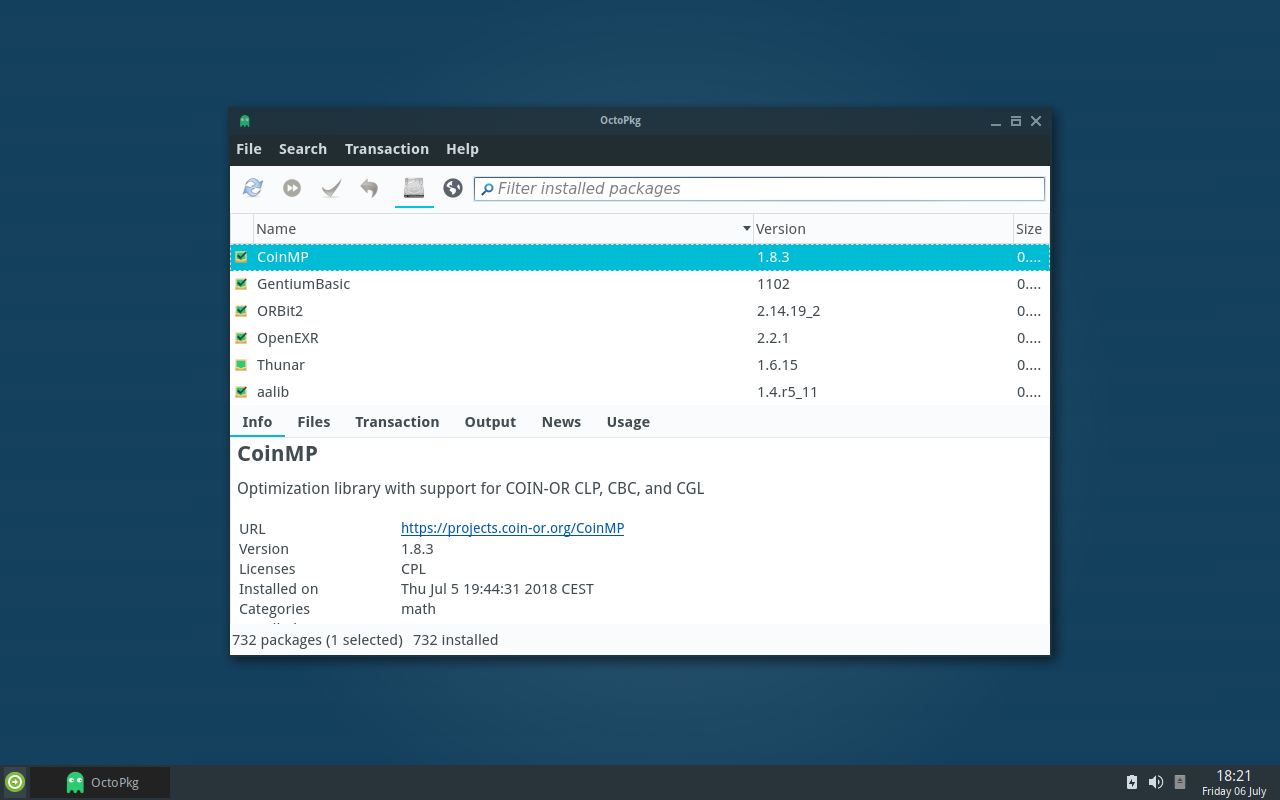 OctoPkg
File Search Transaction Help
Filter installed packages
Name Version Size
CoinMP 1.8.3 0....
GentiumBasic 1102 0....
ORBit2 2.14.19_2 0....
OpenEXR 2.2.1 0....
Thunar 1.6.15 0....
aalib 1.4.r5_11 0....
Info Files Transaction Output News Usage
CoinMP
Optimization library with support for COIN-OR CLP, CBC, and CGL
URL https://projects.coin-or.org/CoinMP
Version 1.8.3
Licenses CPL
Installed on Thu Jul 5 19:44:31 2018 CEST
Categories math
732 packages (1 selected) 732 installed
OctoPkg 18:21
Friday 06 July